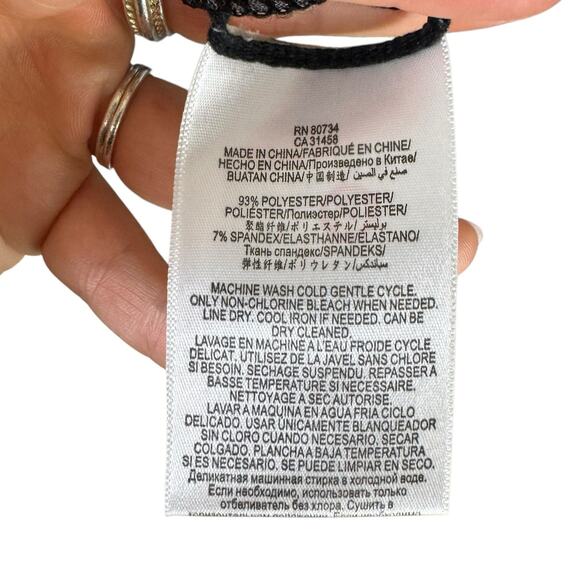 RN 80734
CA 31458
MADE IN CHINA/FABRIQUÉ EN CHINE/
HECHO EN CHINA/Произведено в Китае/
BUATAN CHINA/中国制造/ صنع في الصين/
93% POLYESTER/POLYESTER/
POLIÉSTER/Полиэстер/POLIESTER/
聚酯纤维/ポリエステル/ بوليستر/
7% SPANDEX/ELASTHANNE/ELASTANO/
Ткань спандекс/SPANDEKS/
弹性纤维/ポリウレタン/ سباندكس/
MACHINE WASH COLD GENTLE CYCLE.
ONLY NON-CHLORINE BLEACH WHEN NEEDED.
LINE DRY. COOL IRON IF NEEDED. CAN BE
DRY CLEANED.
LAVAGE EN MACHINE A L'EAU FROIDE CYCLE
DELICAT. UTILISEZ DE LA JAVEL SANS CHLORE
SI BESOIN. SECHAGE SUSPENDU. REPASSER A
BASSE TEMPERATURE SI NECESSAIRE.
NETTOYAGE A SEC AUTORISE.
LAVAR A MAQUINA EN AGUA FRIA CICLO
DELICADO. USAR ÚNICAMENTE BLANQUEADOR
SIN CLORO CUANDO NECESARIO. SECAR
COLGADO. PLANCHA A BAJA TEMPERATURA
SI ES NECESARIO. SE PUEDE LIMPIAR EN SECO.
Деликатная машинная стирка в холодной воде.
Если необходимо, использовать только
отбеливатель без хлора. Сушить в